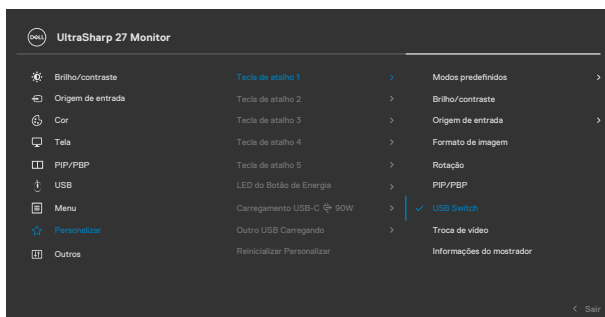 DELL
UltraSharp 27 Monitor
Brilho/contraste
Origem de entrada
Cor
Tela
PIP/PBP
USB
Menu
Personalizar
Outros
Tecla de atalho 1
Tecla de atalho 2
Tecla de atalho 3
Tecla de atalho 4
Tecla de atalho 5
LED do Botão de Energia
Carregamento USB-C 90W
Outro USB Carregando
Reinicializar Personalizar
Modos predefinidos
Brilho/contraste
Origem de entrada
Formato de imagem
Rotação
PIP/PBP
USB Switch
Troca de vídeo
Informações do mostrador
Sair